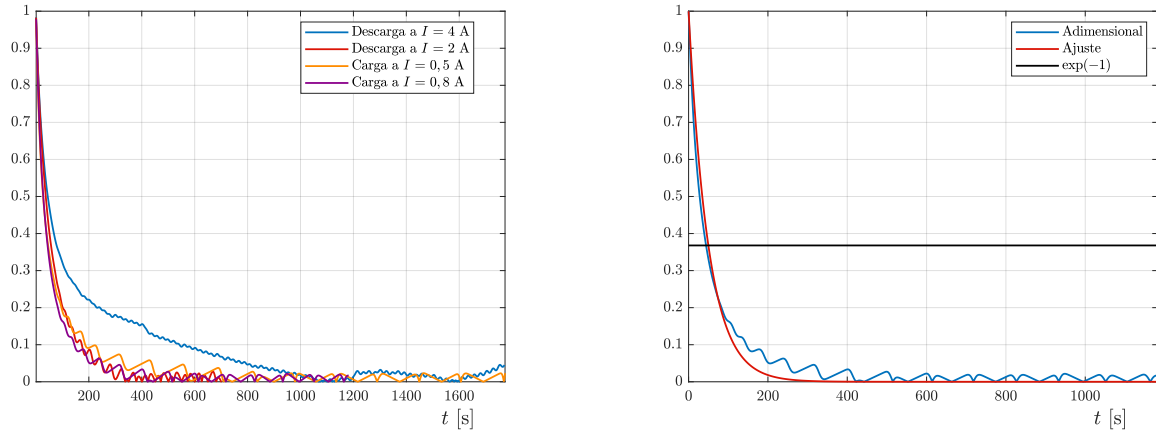 1
0.9
0.8
0.7
0.6
0.5
0.4
0.3
0.2
0.1
0
200 400 600 800 1000 1200 1400 1600
t [s]
Descarga a I = 4 A
Descarga a I = 2 A
Carga a I = 0,5 A
Carga a I = 0,8 A
1
0.9
0.8
0.7
0.6
0.5
0.4
0.3
0.2
0.1
0
0 200 400 600 800 1000
t [s]
Adimensional
Ajuste
exp(−1)